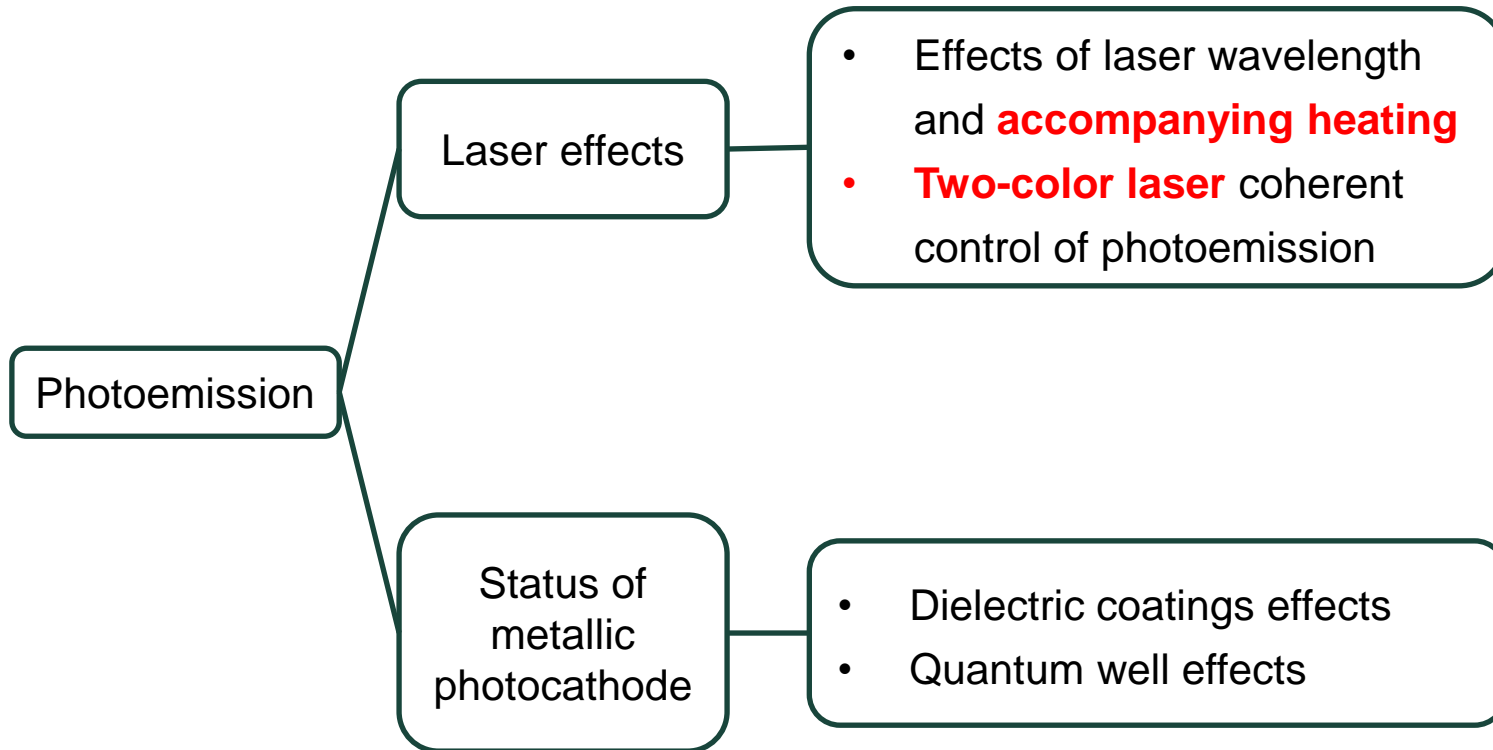 Photoemission
Laser effects
• Effects of laser wavelength
and accompanying heating
• Two-color laser coherent
control of photoemission
Status of
metallic
photocathode
• Dielectric coatings effects
• Quantum well effects